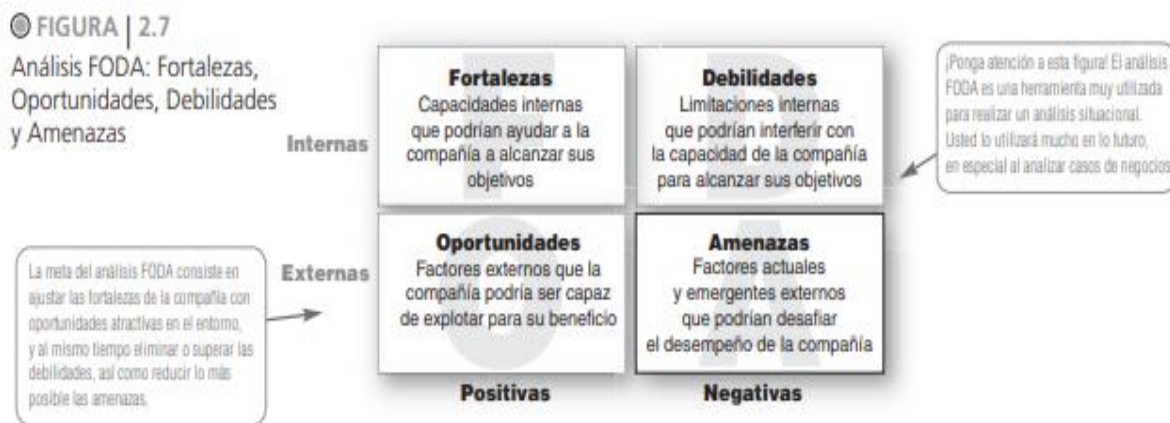 FIGURA | 2.7
Análisis FODA: Fortalezas,
Oportunidades, Debilidades
y Amenazas
Internas
Fortalezas
Capacidades internas
que podrían ayudar a la
compañía a alcanzar sus
objetivos
Debilidades
Limitaciones internas
que podrían interferir con
la capacidad de la compañía
para alcanzar sus objetivos
¡Ponga atención a esta figura! El análisis
FODA es una herramienta muy utilizada
para realizar un análisis situacional.
Usted lo utilizará mucho en lo futuro,
en especial al analizar casos de negocios
La meta del análisis FODA consiste en
ajustar las fortalezas de la compañía con
oportunidades atractivas en el entorno,
y al mismo tiempo eliminar o superar las
debilidades, así como reducir lo más
posible las amenazas.
Externas
Oportunidades
Factores externos que la
compañía podría ser capaz
de explotar para su beneficio
Amenazas
Factores actuales
y emergentes externos
que podrían desafiar
el desempeño de la compañía
Positivas
Negativas
F
D
O
A